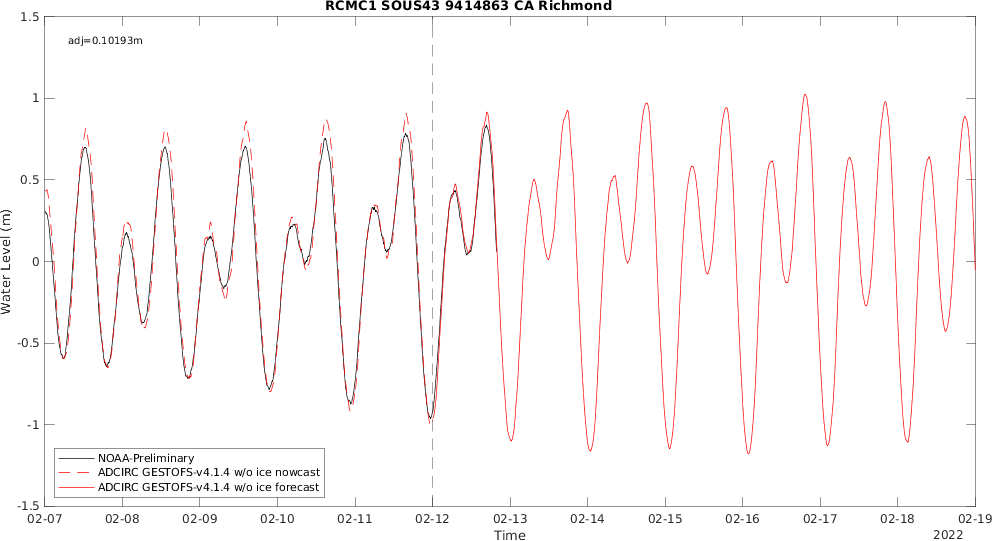 RCMC1 SOUS43 9414863 CA Richmond
adj=0.10193m
1.5
1
0.5
0
-0.5
-1
-1.5
Water Level (m)
NOAA-Preliminary
ADCIRC GESTOFS-v4.1.4 w/o ice nowcast
ADCIRC GESTOFS-v4.1.4 w/o ice forecast
02-07 02-08 02-09 02-10 02-11 02-12 02-13 02-14 02-15 02-16 02-17 02-18 02-19
Time
2022